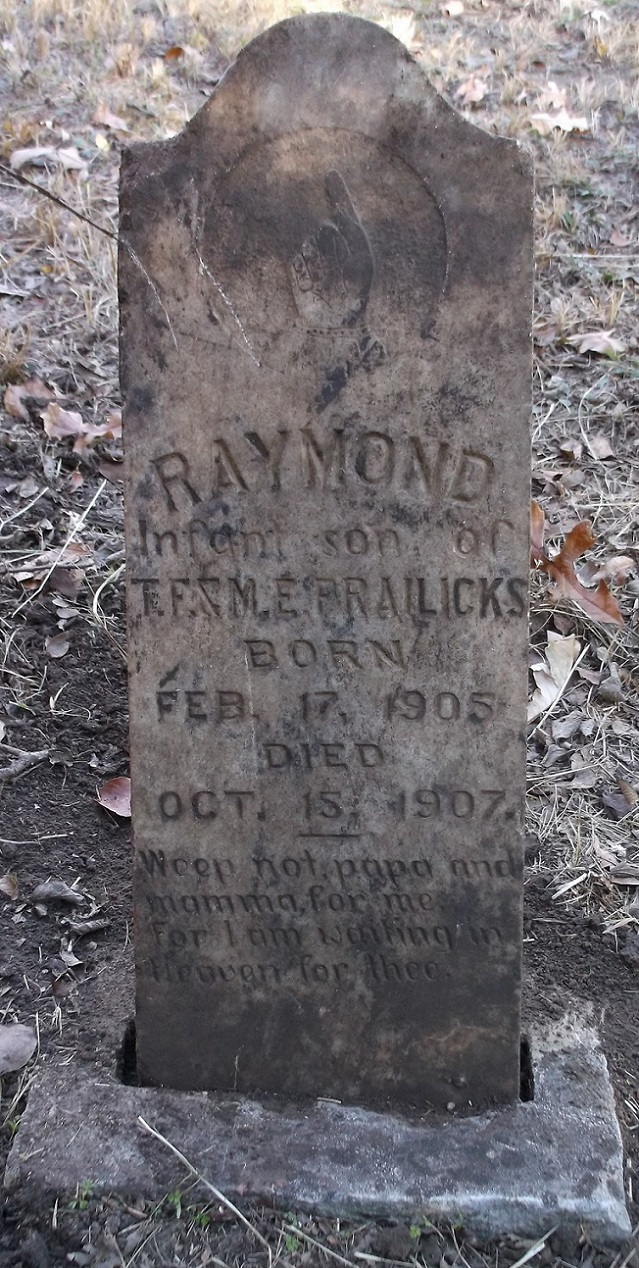 RAYMOND
Infant son of
T.F. & M.E. PRAILICKS
BORN
FEB. 17. 1905
DIED
OCT. 15, 1907.
Weep not, papa and
mamma, for me.
For I am waiting in
Heaven for thee.